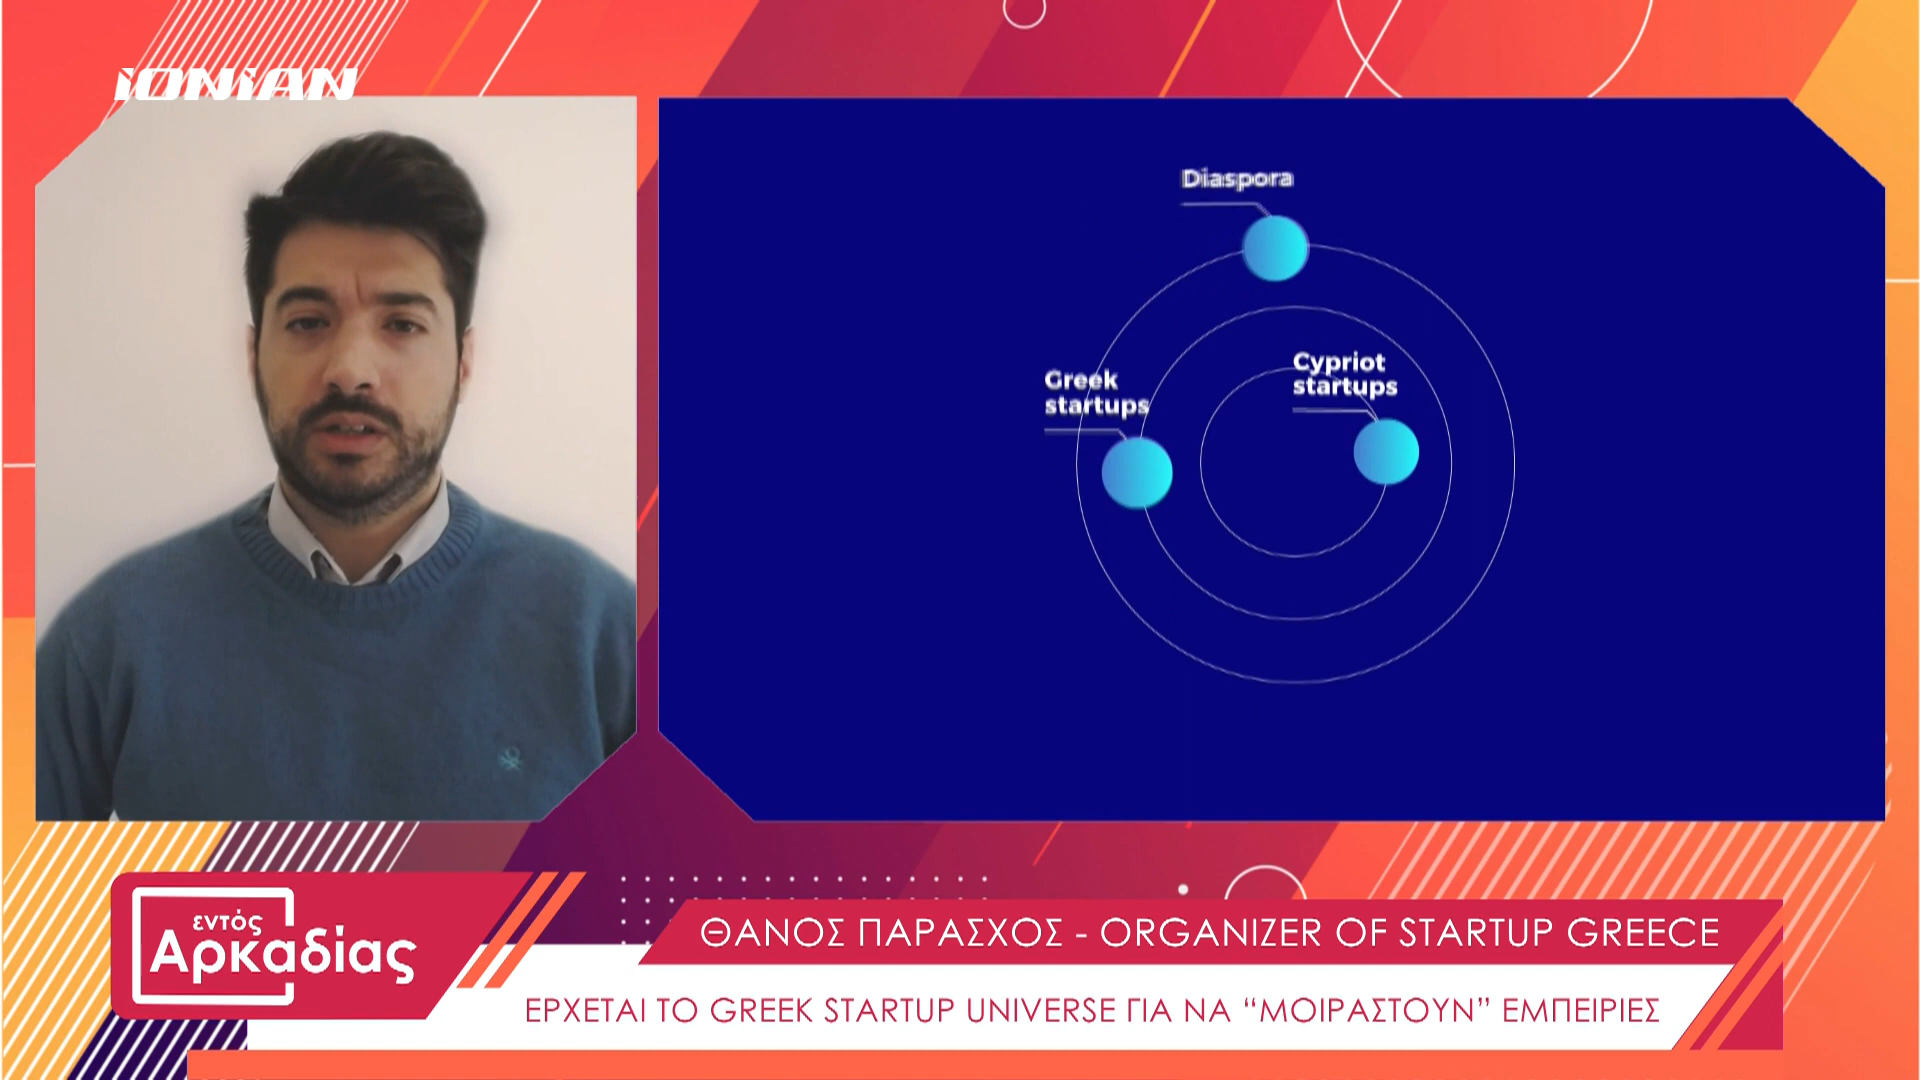 iONiAN
Diaspora
Greek
startups
Cypriot
startups
εντός
Αρκαδίας
ΘΑΝΟΣ ΠΑΡΑΣΧΟΣ - ORGANIZER OF STARTUP GREECE
ΕΡΧΕΤΑΙ ΤΟ GREEK STARTUP UNIVERSE ΓΙΑ ΝΑ “ΜΟΙΡΑΣΤΟΥΝ” ΕΜΠΕΙΡΙΕΣ